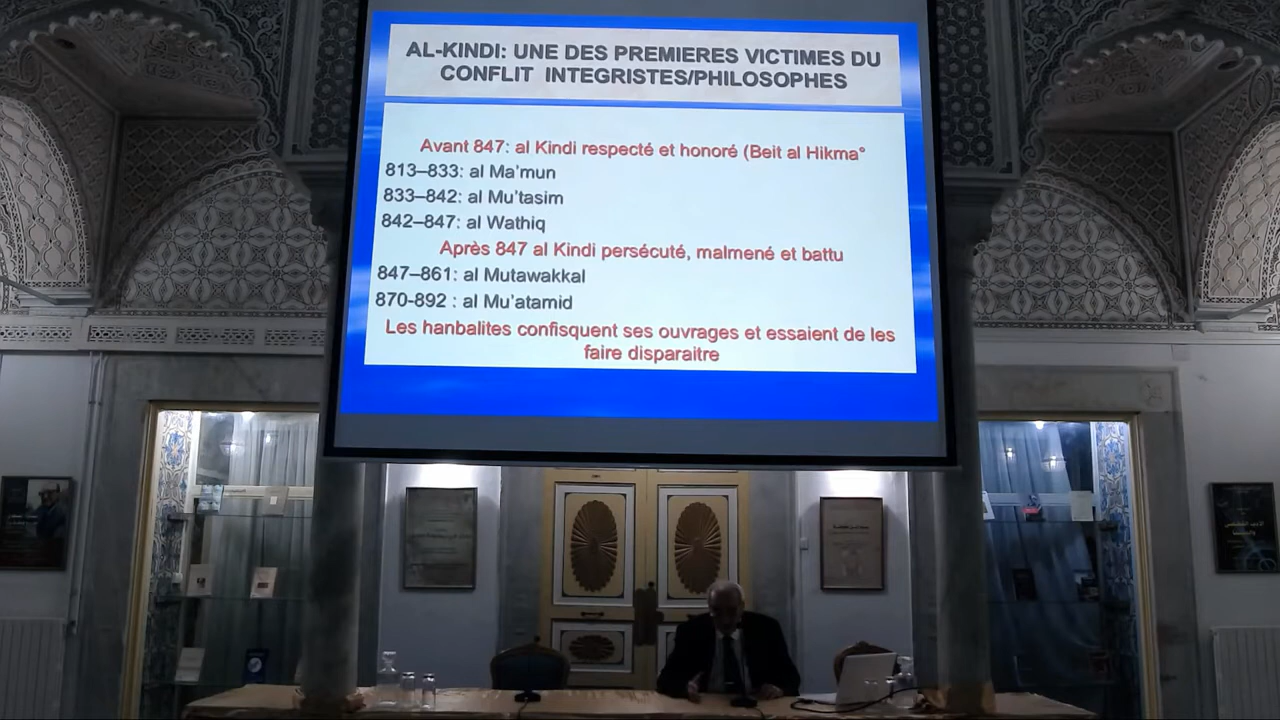 AL-KINDI: UNE DES PREMIERES VICTIMES DU
CONFLIT INTEGRISTES/PHILOSOPHES
Avant 847: al Kindi respecté et honoré (Beit al Hikma°
813–833: al Ma'mun
833–842: al Mu'tasim
842–847: al Wathiq
Après 847 al Kindi persécuté, malmené et battu
847–861: al Mutawakkal
870-892 : al Mu'atamid
Les hanbalites confisquent ses ouvrages et essaient de les
faire disparaitre